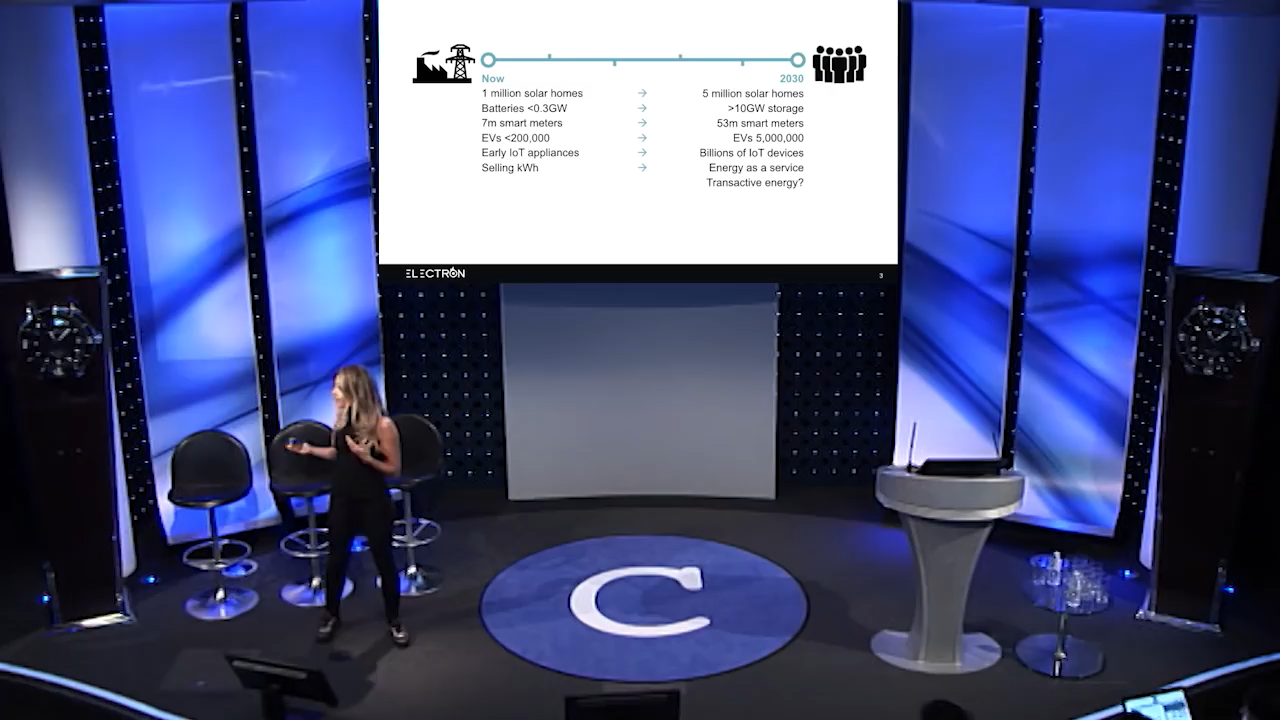 Now 2030
1 million solar homes → 5 million solar homes
Batteries <0.3GW → >10GW storage
7m smart meters → 53m smart meters
EVs <200,000 → EVs 5,000,000
Early IoT appliances → Billions of IoT devices
Selling kWh → Energy as a service
Transactive energy?
ELECTRON 3
C